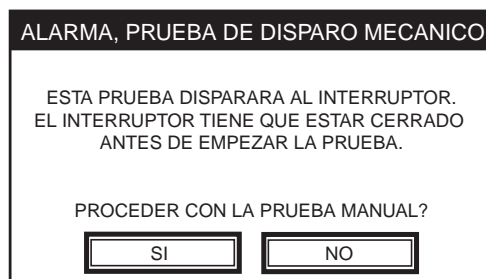 ALARMA, PRUEBA DE DISPARO MECANICO
ESTA PRUEBA DISPARARA AL INTERRUPTOR.
EL INTERRUPTOR TIENE QUE ESTAR CERRADO
ANTES DE EMPEZAR LA PRUEBA.
PROCEDER CON LA PRUEBA MANUAL?
SI NO